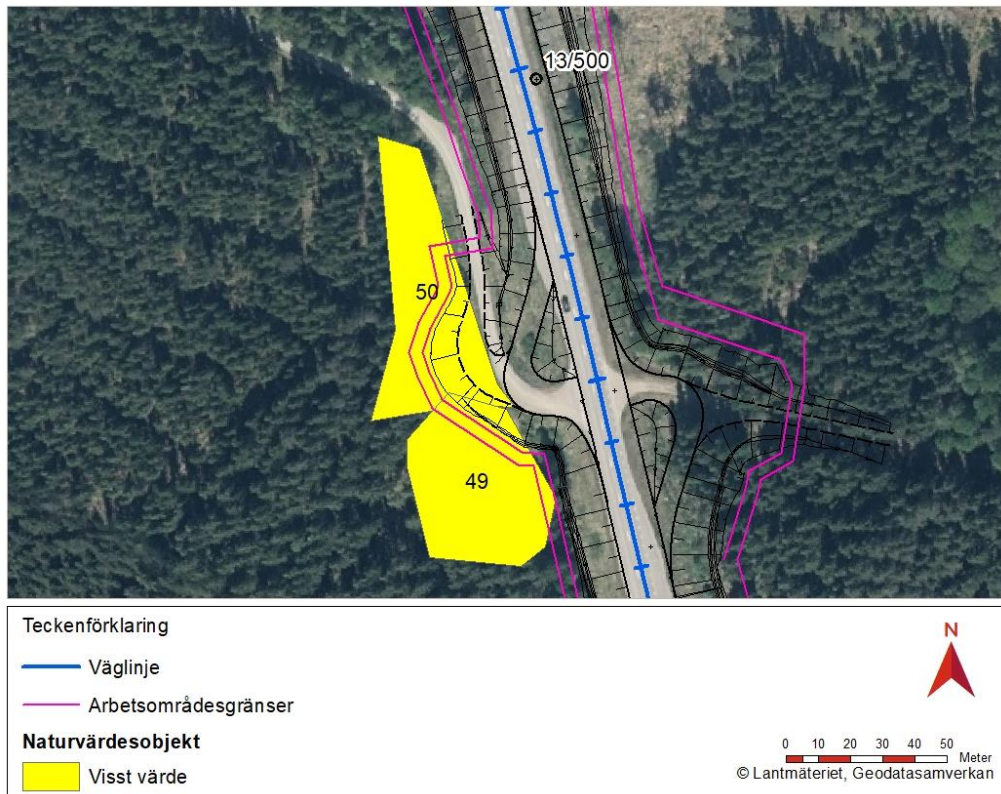 13/500
50
49
Teckenförklaring
Väglinje
Arbetsområdesgränser
Naturvärdesobjekt
Visst värde
N
0 10 20 30 40 50
Meter
© Lantmäteriet, Geodatasamverkan